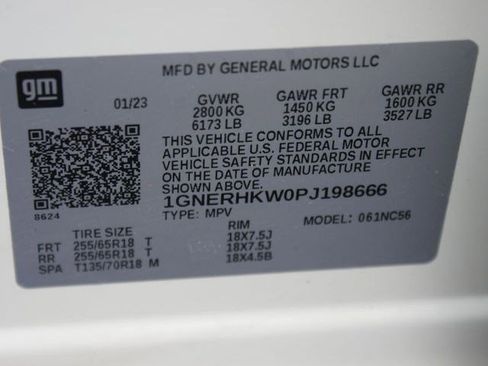 gm
MFD BY GENERAL MOTORS LLC
01/23 GVWR GAWR FRT GAWR RR
2800 KG 1450 KG 1600 KG
6173 LB 3196 LB 3527 LB
THIS VEHICLE CONFORMS TO ALL
APPLICABLE U.S. FEDERAL MOTOR
VEHICLE SAFETY STANDARDS IN EFFECT
ON THE DATE OF MANUFACTURE
SHOWN ABOVE.
1GNERHKW0PJ198666
8624 TYPE: MPV MODEL: 061NC56
TIRE SIZE RIM
FRT 255/65R18 T 18X7.5J
RR 255/65R18 T 18X7.5J
SPA T135/70R18 M 18X4.5B